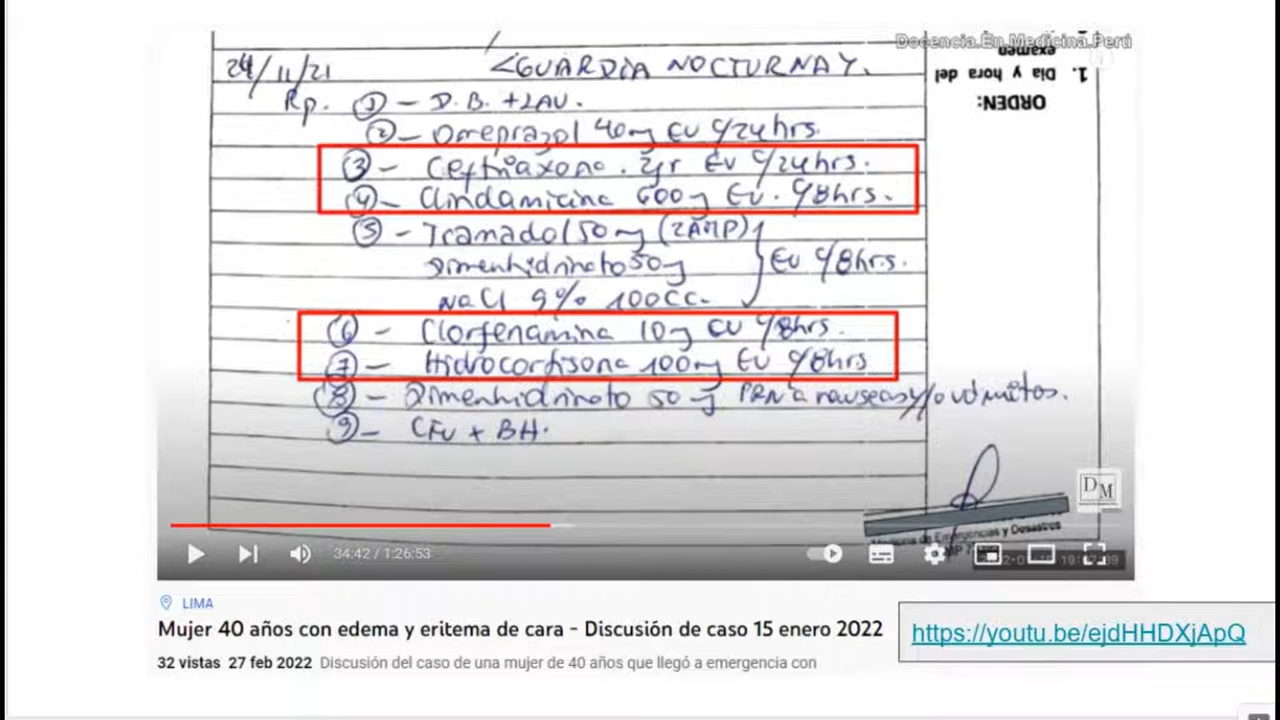 Docencia.En.Medicina.Perú
24/11/21 <GUARDIA NOCTURNA>.
Rp. ① - D.B. + LAV.
② - Omeprazol 40mg EV c/24hrs.
③ - Ceftriaxona. 2gr EV c/24hrs.
④ - Clindamicina 600mg EV. c/8hrs.
⑤ - Tramadol 50mg (2AMP)
Dimenhidrinato 50mg } EV c/8hrs.
NaCl 9% 100CC.
⑥ - Clorfenamina 10mg EV c/8hrs.
⑦ - Hidrocortisona 100mg EV c/8hrs
⑧ - Dimenhidrinato 50mg PRN a nauseas y/o vómitos.
⑨ - CFV + BH.
ORDEN:
1. Dia y hora del
examen
DM
de Emergencias y Desastres
34:42 / 1:26:53
LIMA
Mujer 40 años con edema y eritema de cara - Discusión de caso 15 enero 2022
32 vistas 27 feb 2022 Discusión del caso de una mujer de 40 años que llegó a emergencia con
https://youtu.be/ejdHHDXjApQ